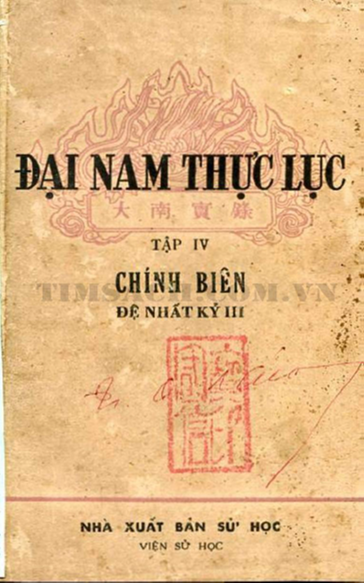 ĐẠI NAM THỰC LỤC
大南實錄
TẬP IV
CHÍNH BIÊN
TIMSACH.COM.VN
ĐỆ NHẤT KỶ III
NHÀ XUẤT BẢN SỬ HỌC
VIỆN SỬ HỌC